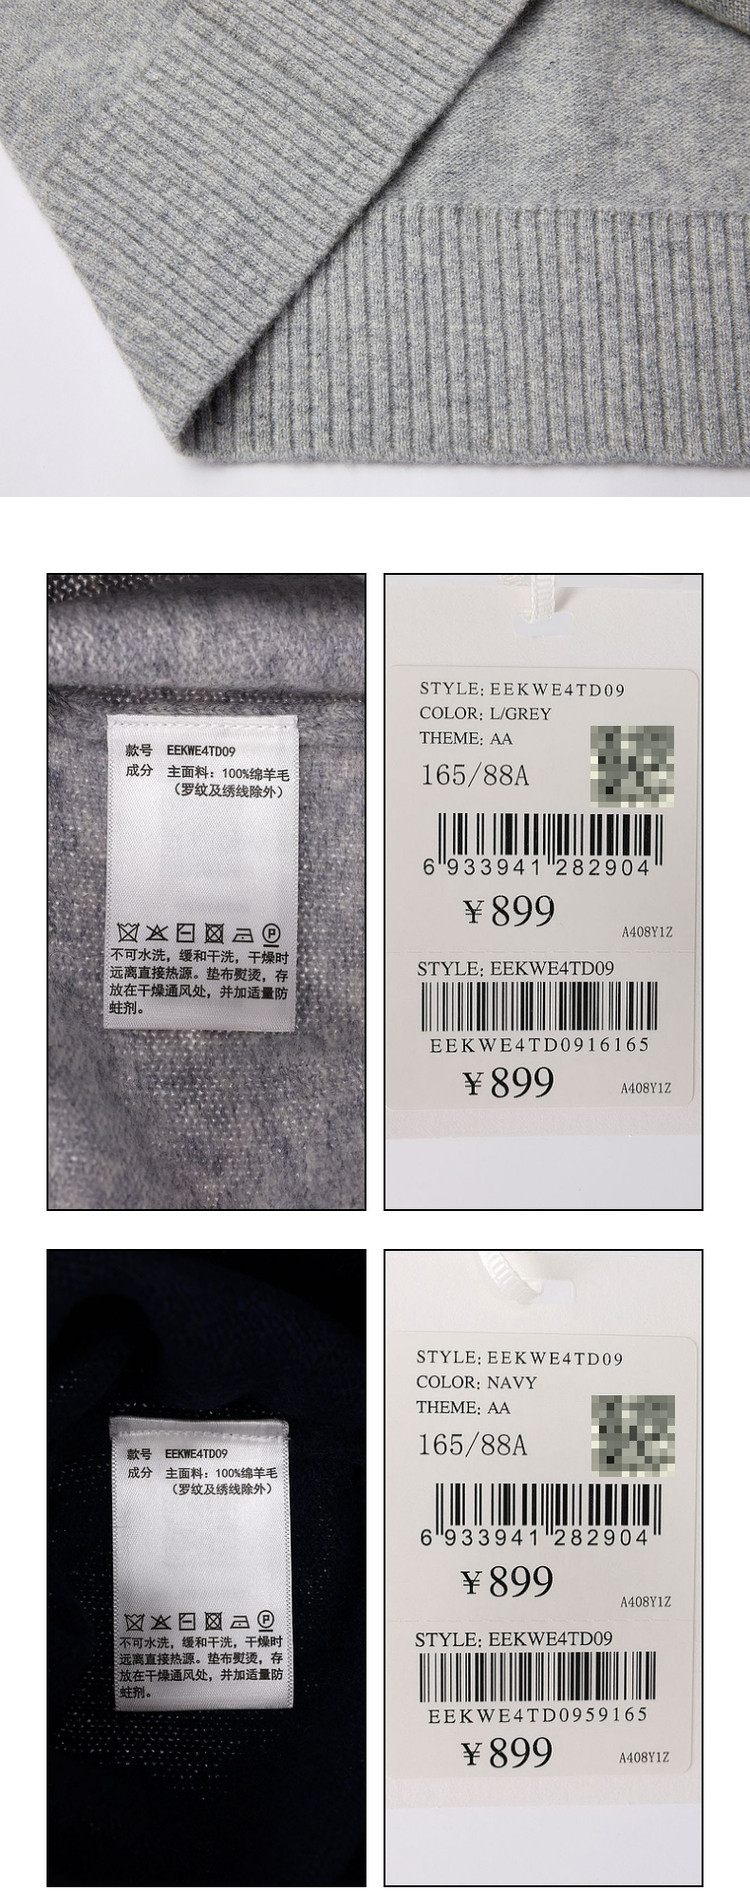 款号 EEKWE4TD09
成分 主面料：100%绵羊毛
（罗纹及绣线除外）
P
不可水洗，缓和干洗，干燥时
远离直接热源。垫布熨烫，存
放在干燥通风处，并加适量防
蛀剂。
STYLE: EEKWE4TD09
COLOR: L/GREY
THEME: AA
165/88A
6 933941 282904
¥899
A408Y1Z
STYLE: EEKWE4TD09
EEKWE4TD0916165
¥899
A408Y1Z
款号 EEKWE4TD09
成分 主面料：100%绵羊毛
（罗纹及绣线除外）
P
不可水洗，缓和干洗，干燥时
远离直接热源。垫布熨烫，存
放在干燥通风处，并加适量防
蛀剂。
STYLE: EEKWE4TD09
COLOR: NAVY
THEME: AA
165/88A
6 933941 282904
¥899
A408Y1Z
STYLE: EEKWE4TD09
EEKWE4TD0959165
¥899
A408Y1Z